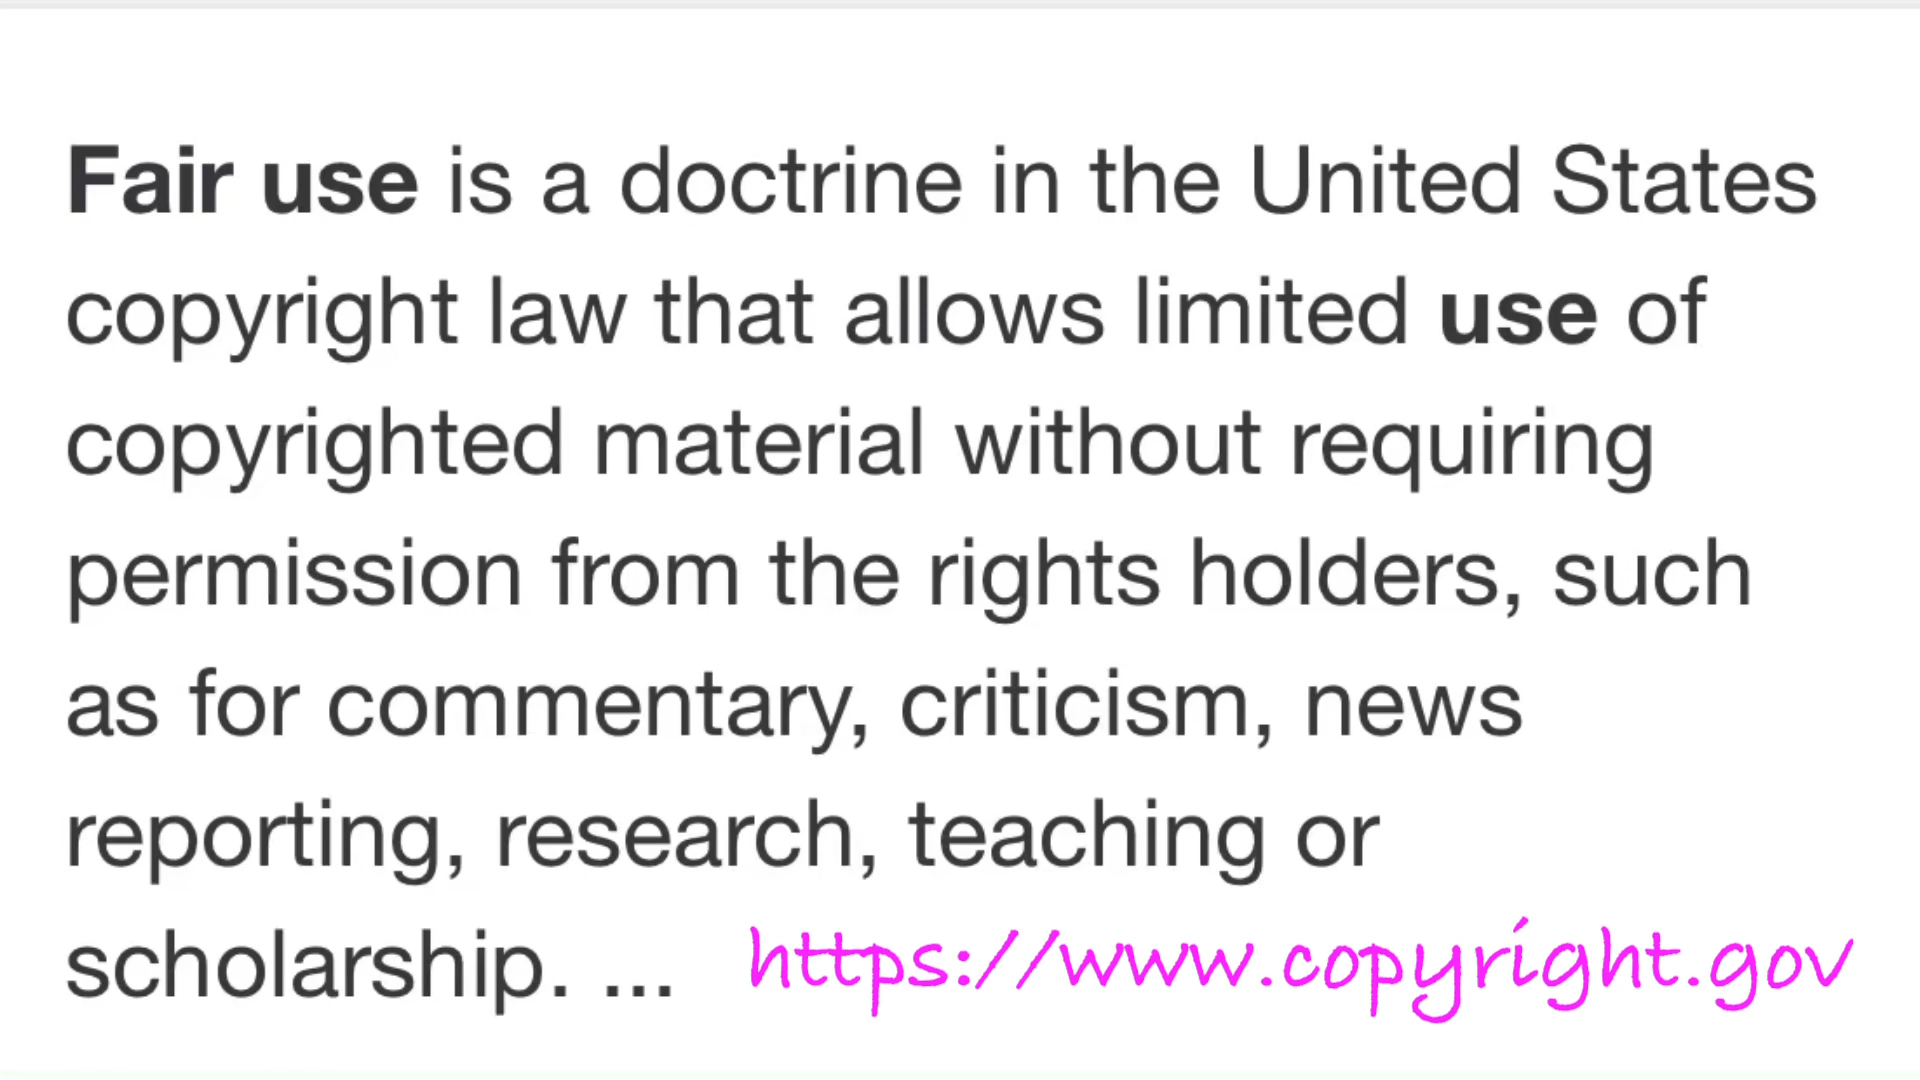 Fair use is a doctrine in the United States
copyright law that allows limited use of
copyrighted material without requiring
permission from the rights holders, such
as for commentary, criticism, news
reporting, research, teaching or
scholarship. ... https://www.copyright.gov